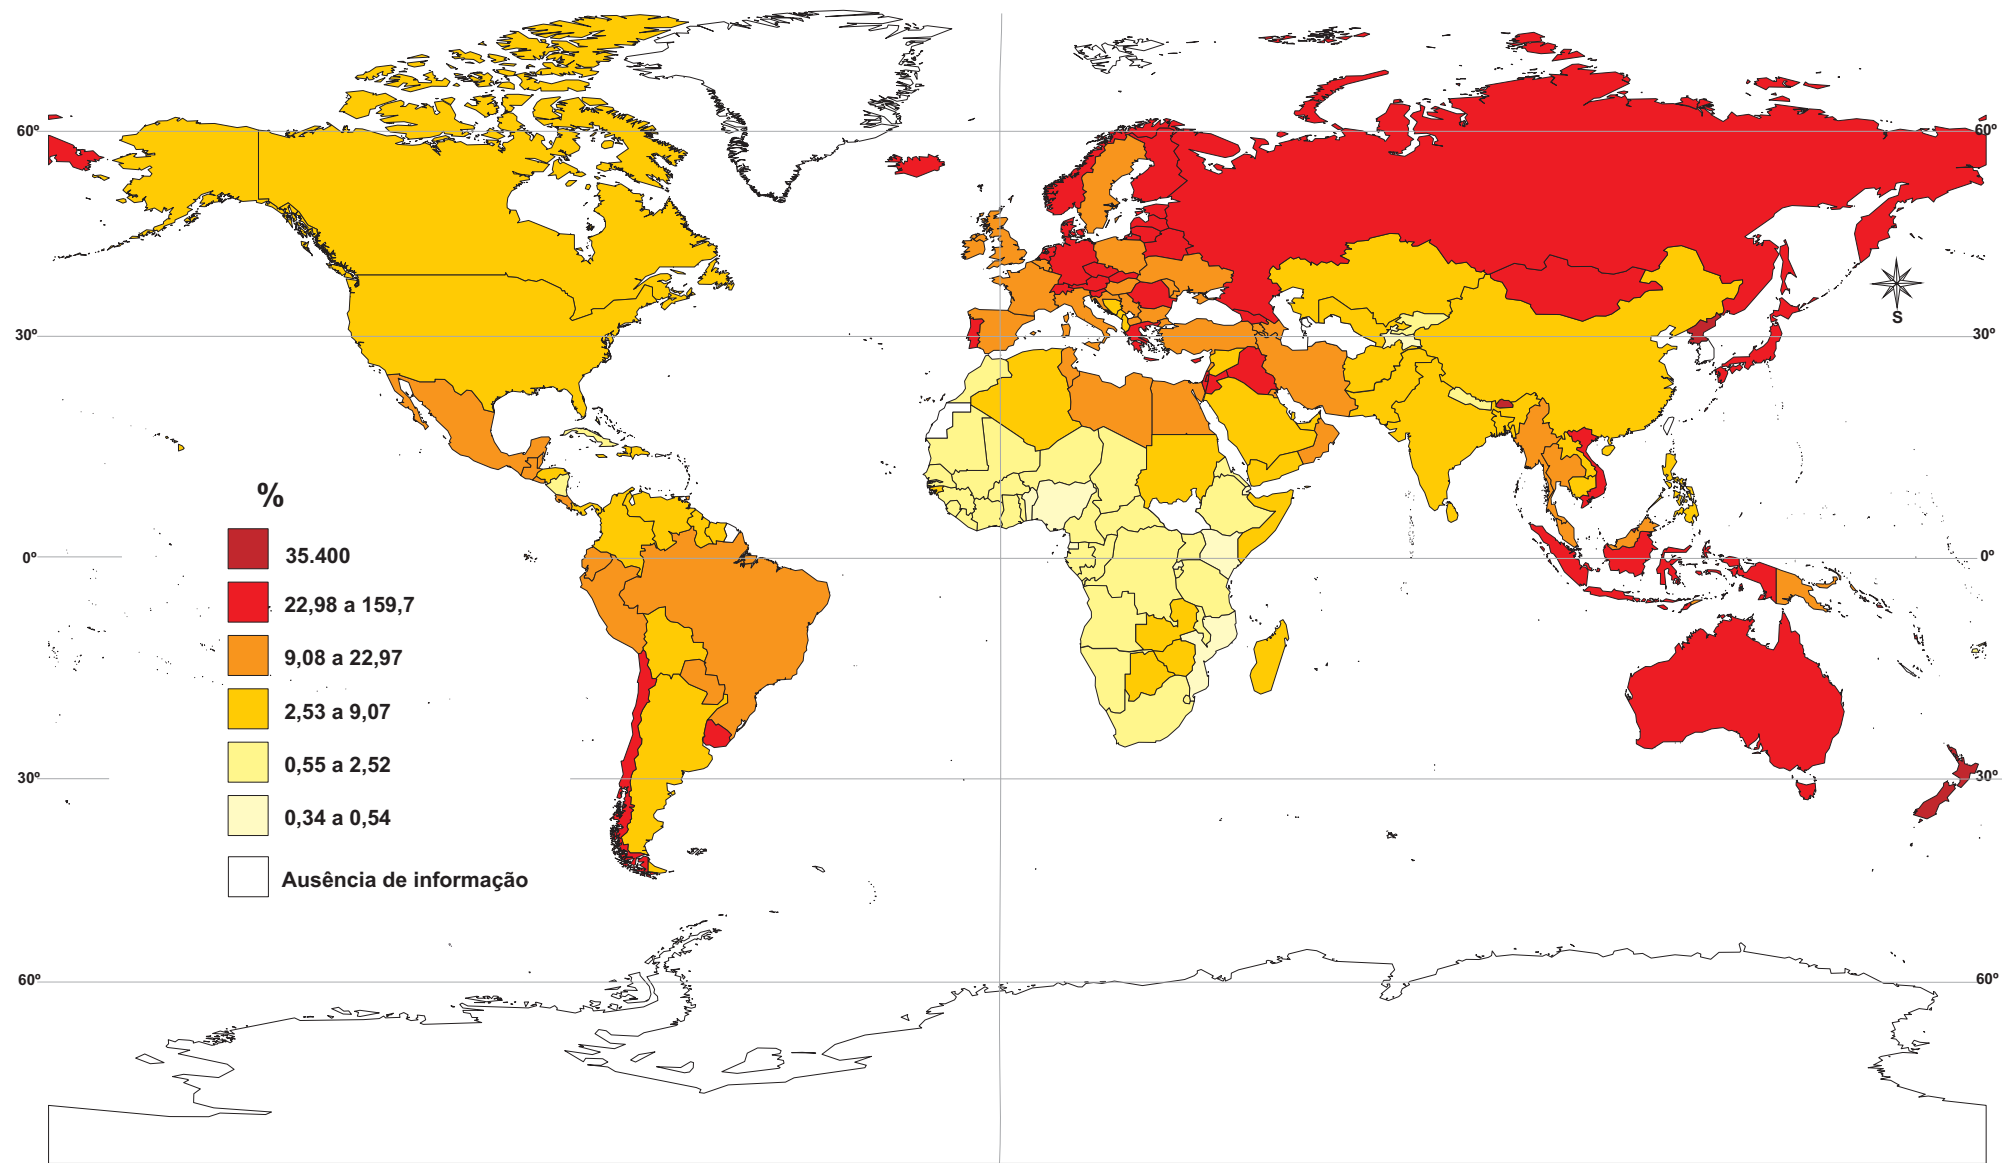 60º
60º
S
30º
30º
%
35.400
0º
0º
22,98 a 159,7
9,08 a 22,97
2,53 a 9,07
0,55 a 2,52
30º
30º
0,34 a 0,54
Ausência de informação
60º
60º